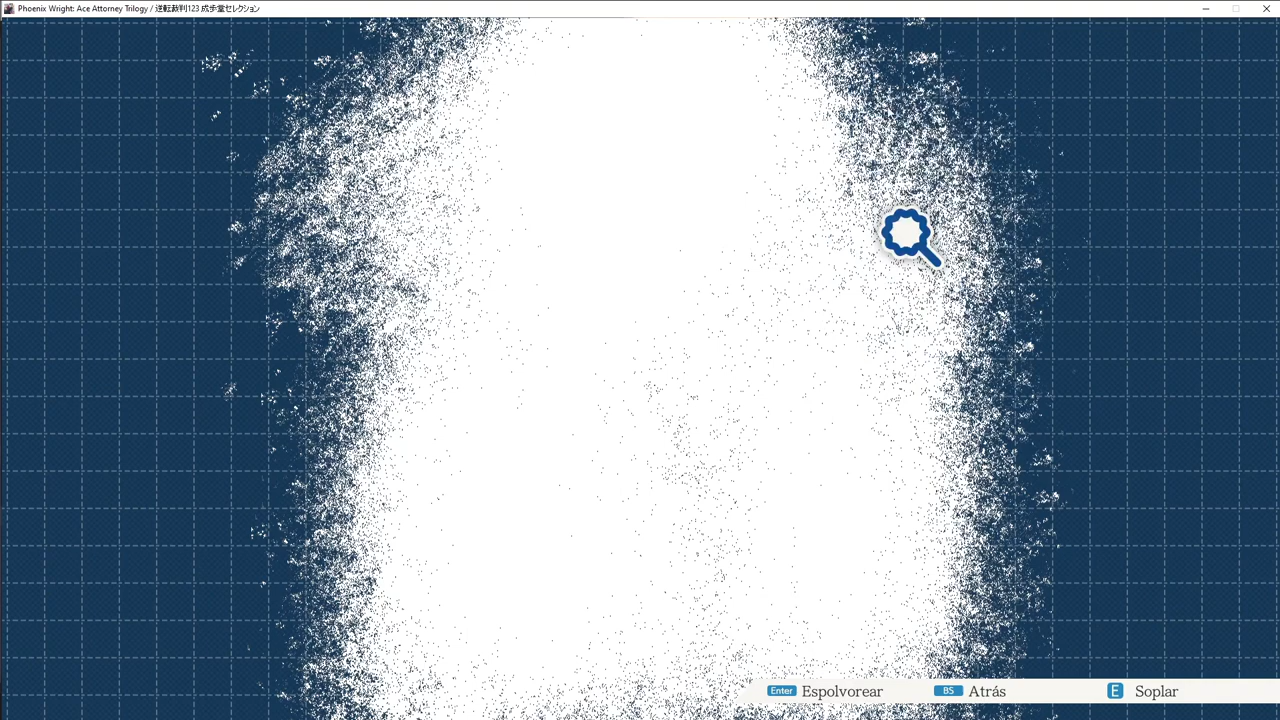 Phoenix Wright: Ace Attorney Trilogy / 逆転裁判123 成歩堂セレクション
Enter Espolvorear BS Atrás E Soplar